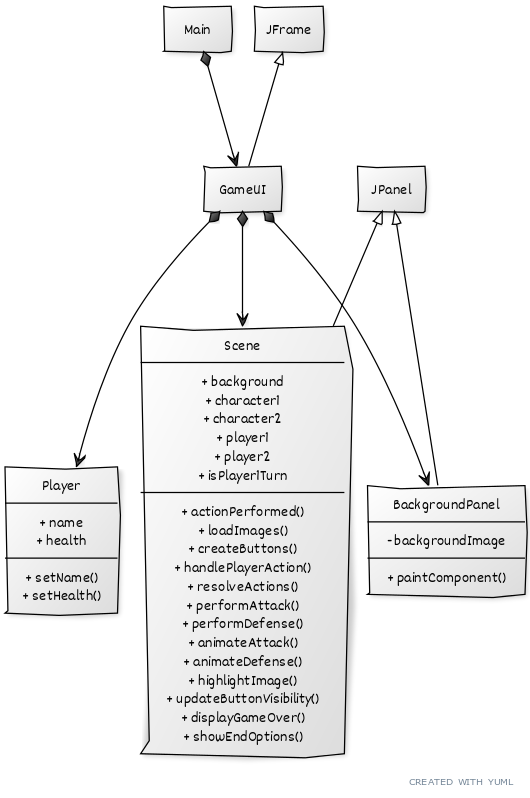 Main
JFrame
GameUI
JPanel
Scene
+ background
+ character1
+ character2
+ player1
+ player2
+ isPlayer1Turn
+ actionPerformed()
+ loadImages()
+ createButtons()
+ handlePlayerAction()
+ resolveActions()
+ performAttack()
+ performDefense()
+ animateAttack()
+ animateDefense()
+ highlightImage()
+ updateButtonVisibility()
+ displayGameOver()
+ showEndOptions()
Player
+ name
+ health
+ setName()
+ setHealth()
BackgroundPanel
- backgroundImage
+ paintComponent()
CREATED WITH YUML